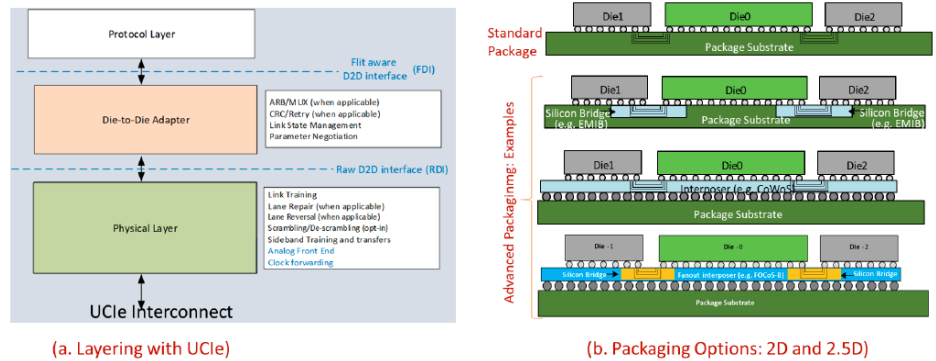 Protocol Layer
Flit aware
D2D interface
(FDI)
Die-to-Die Adapter
ARB/MUX (when applicable)
CRC/Retry (when applicable)
Link State Management
Parameter Negotiation
Raw D2D interface (RDI)
Physical Layer
Link Training
Lane Repair (when applicable)
Lane Reversal (when applicable)
Scrambling/De-scrambling (opt-in)
Sideband Training and transfers
Analog Front End
Clock forwarding
UCIe Interconnect
(a. Layering with UCIe)
Standard
Package
Die1
Die0
Die2
Package Substrate
Advanced Packaginmg: Examples
Die1
Die0
Die2
Silicon Bridge
(e.g. EMIB)
Package Substrate
Silicon Bridge
(e.g. EMIB)
Die1
Die0
Die2
Interposer (e.g. CoWoS)
Package Substrate
Die -1
Die -0
Die -2
Silicon Bridge
Fanout interposer (e.g. FOCoS-B)
Silicon Bridge
Package Substrate
(b. Packaging Options: 2D and 2.5D)